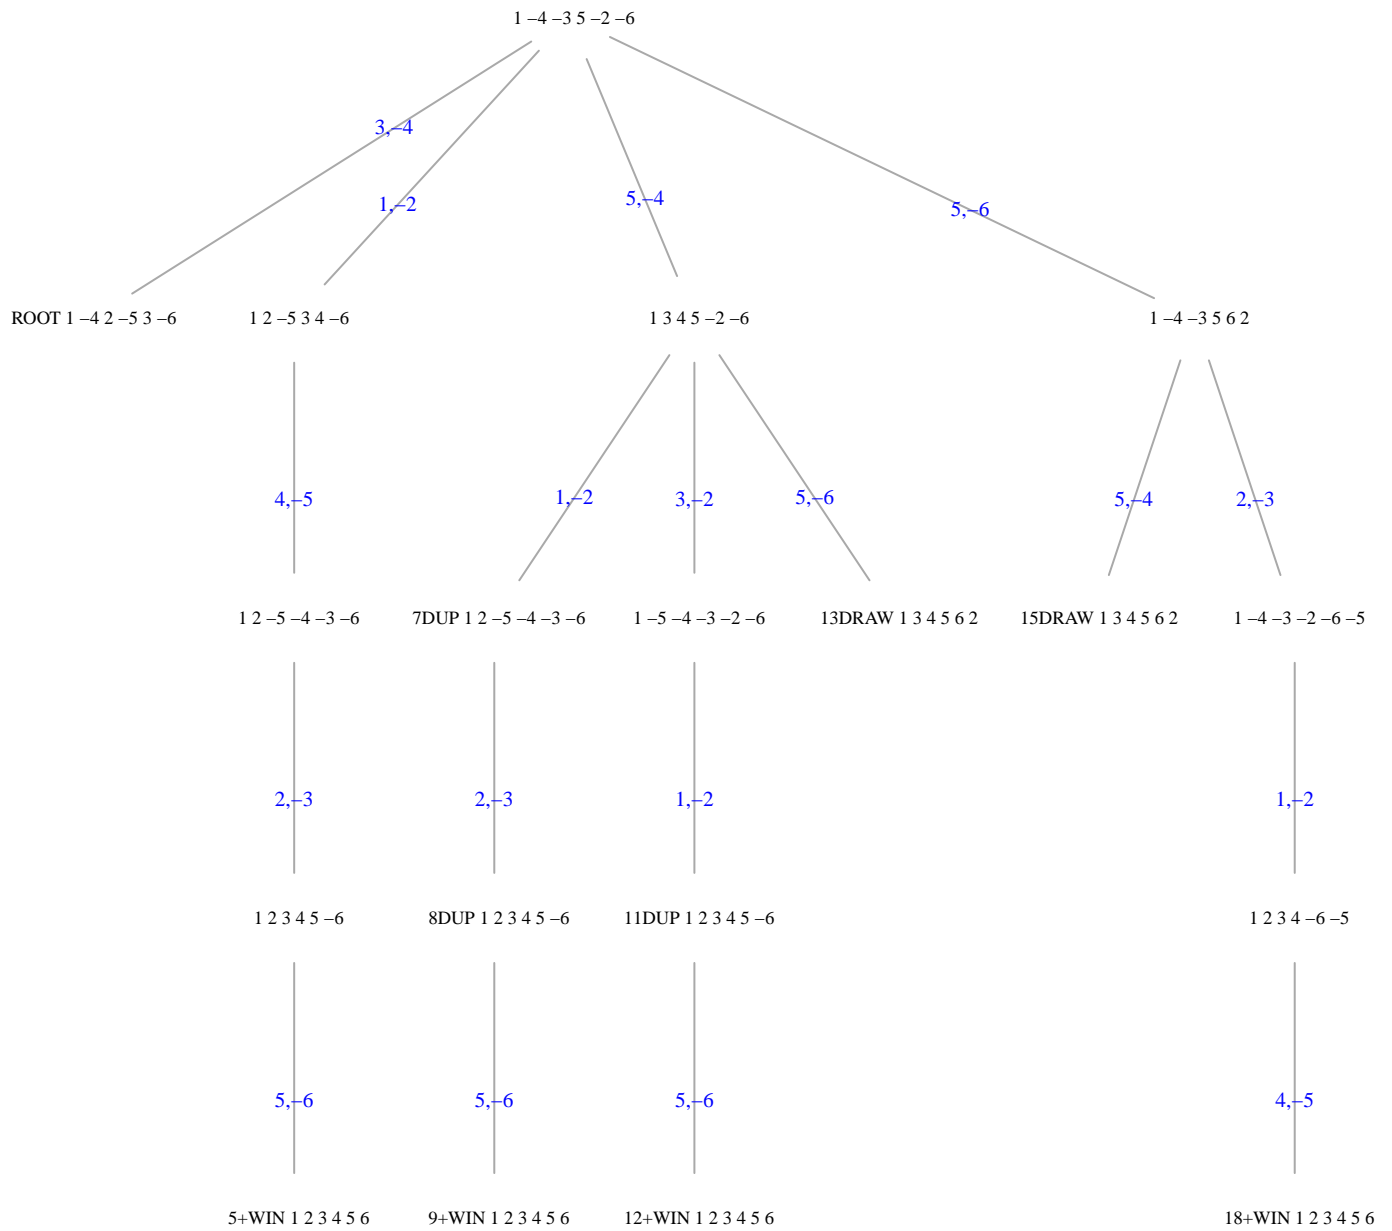 1 –4 –3 5 –2 –6
3,–4
1,–2
5,–4
5,–6
ROOT 1 –4 2 –5 3 –6
1 2 –5 3 4 –6
1 3 4 5 –2 –6
1 –4 –3 5 6 2
4,–5
1,–2
3,–2
5,–6
5,–4
2,–3
1 2 –5 –4 –3 –6
7DUP 1 2 –5 –4 –3 –6
1 –5 –4 –3 –2 –6
13DRAW 1 3 4 5 6 2
15DRAW 1 3 4 5 6 2
1 –4 –3 –2 –6 –5
2,–3
2,–3
1,–2
1,–2
1 2 3 4 5 –6
8DUP 1 2 3 4 5 –6
11DUP 1 2 3 4 5 –6
1 2 3 4 –6 –5
5,–6
5,–6
5,–6
4,–5
5+WIN 1 2 3 4 5 6
9+WIN 1 2 3 4 5 6
12+WIN 1 2 3 4 5 6
18+WIN 1 2 3 4 5 6